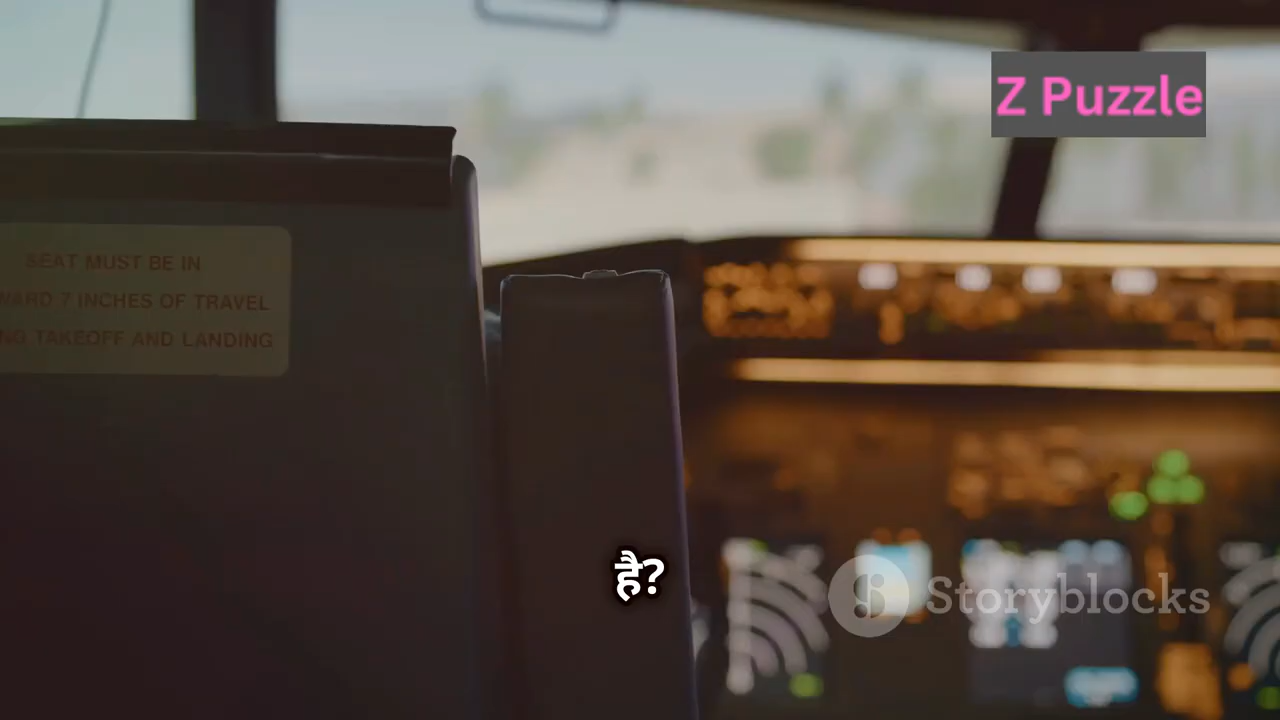 Z Puzzle
SEAT MUST BE IN
WARD 7 INCHES OF TRAVEL
NG TAKEOFF AND LANDING
है?
Storyblocks